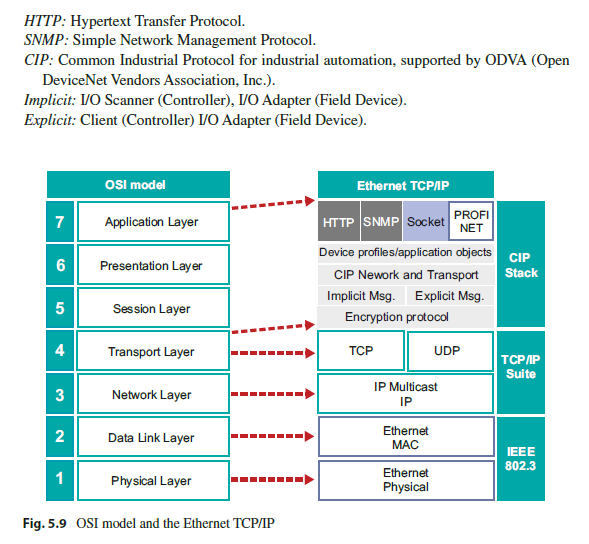 HTTP: Hypertext Transfer Protocol.
SNMP: Simple Network Management Protocol.
CIP: Common Industrial Protocol for industrial automation, supported by ODVA (Open
DeviceNet Vendors Association, Inc.).
Implicit: I/O Scanner (Controller), I/O Adapter (Field Device).
Explicit: Client (Controller) I/O Adapter (Field Device).
OSI model
Ethernet TCP/IP
7
Application Layer
HTTP
SNMP
Socket
PROFI
NET
Device profiles/application objects
6
Presentation Layer
CIP Nework and Transport
CIP
Stack
Implicit Msg.
Explicit Msg.
5
Session Layer
Encryption protocol
4
Transport Layer
TCP
UDP
TCP/IP
Suite
3
Network Layer
IP Multicast
IP
2
Data Link Layer
Ethernet
MAC
IEEE
802.3
1
Physical Layer
Ethernet
Physical
Fig. 5.9 OSI model and the Ethernet TCP/IP